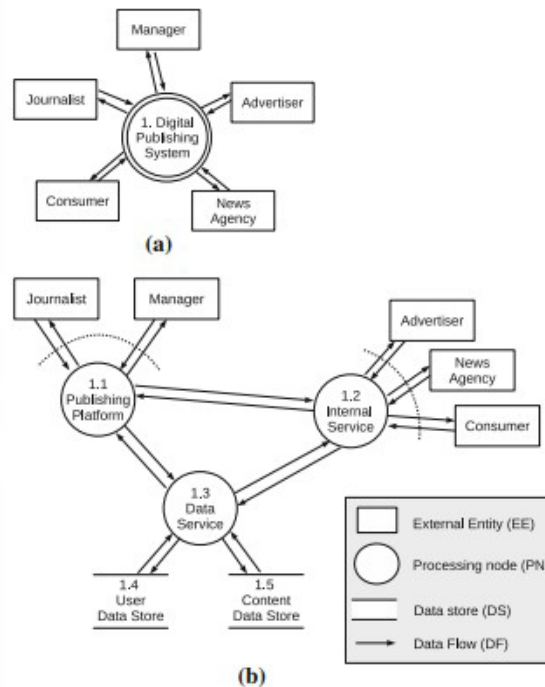 Manager
Journalist
Advertiser
1. Digital
Publishing
System
Consumer
News
Agency
(a)
Journalist
Manager
Advertiser
News
Agency
1.1
Publishing
Platform
1.2
Internal
Service
Consumer
1.3
Data
Service
1.4
User
Data Store
1.5
Content
Data Store
External Entity (EE)
Processing node (PN
Data store (DS)
Data Flow (DF)
(b)